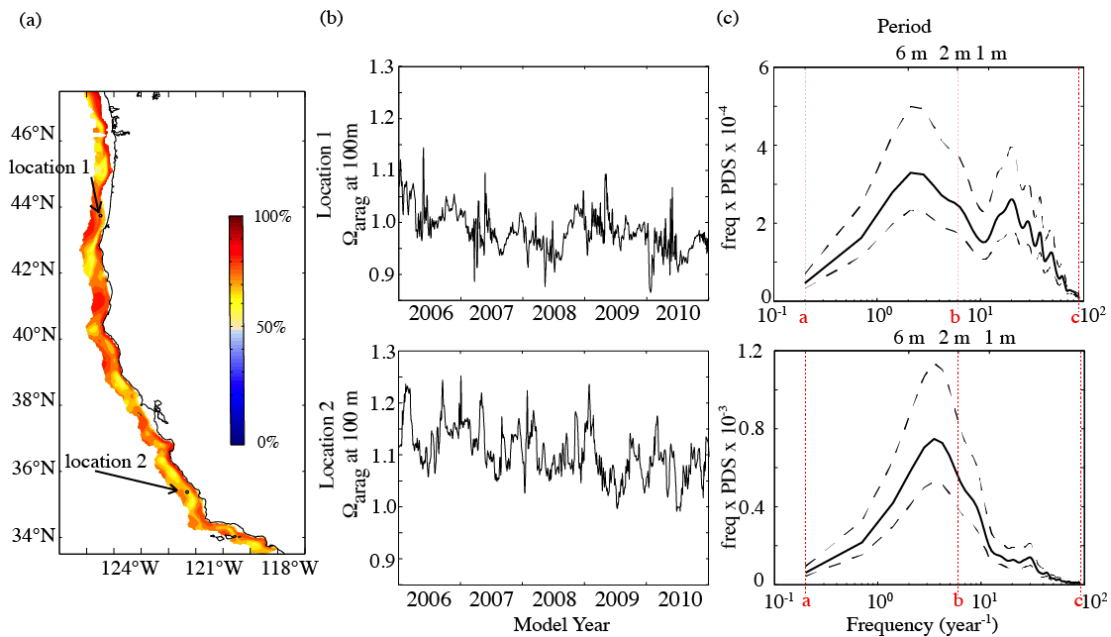 (a)
(b)
(c)
46°N
44°N
42°N
40°N
38°N
36°N
34°N
124°W
121°W
118°W
location 1
location 2
100%
50%
0%
Location 1
Ωarag at 100m
1.3
1.2
1.1
1.0
0.9
2006 2007 2008 2009 2010
Location 2
Ωarag at 100 m
1.3
1.2
1.1
1.0
0.9
2006 2007 2008 2009 2010
Model Year
Period
6 m 2 m 1 m
freq x PDS x 10-4
6
4
2
0
10-1 100 101 102
a b c
6 m 2 m 1 m
freq x PDS x 10-3
1.2
0.8
0.4
0
10-1 100 101 102
a b c
Frequency (year-1)